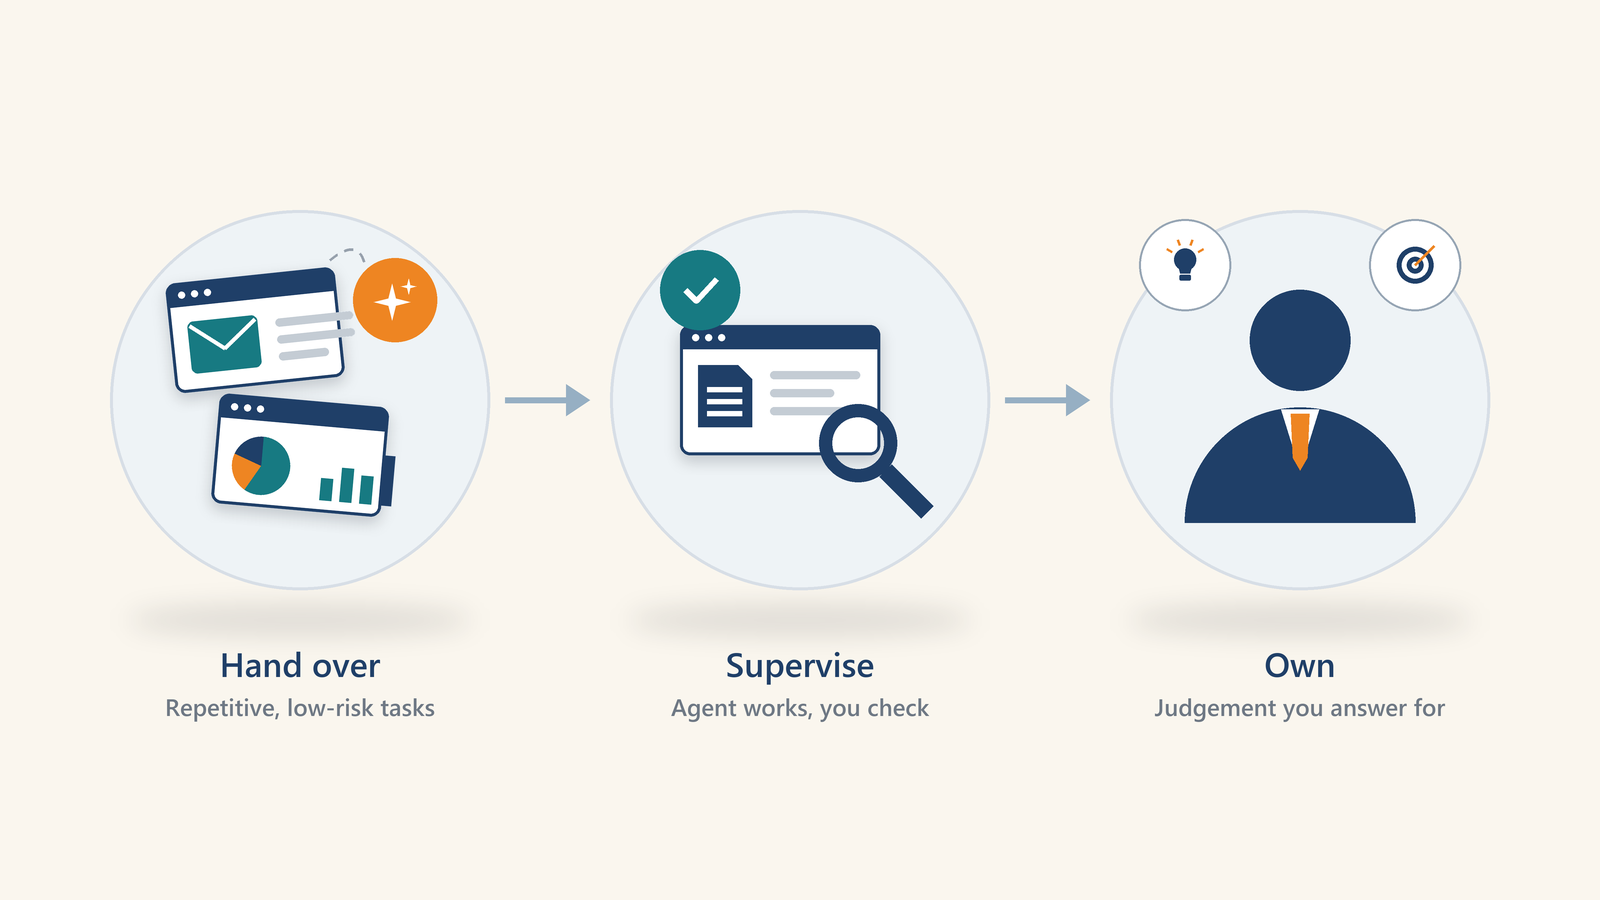 Hand over
Repetitive, low-risk tasks
Supervise
Agent works, you check
Own
Judgement you answer for